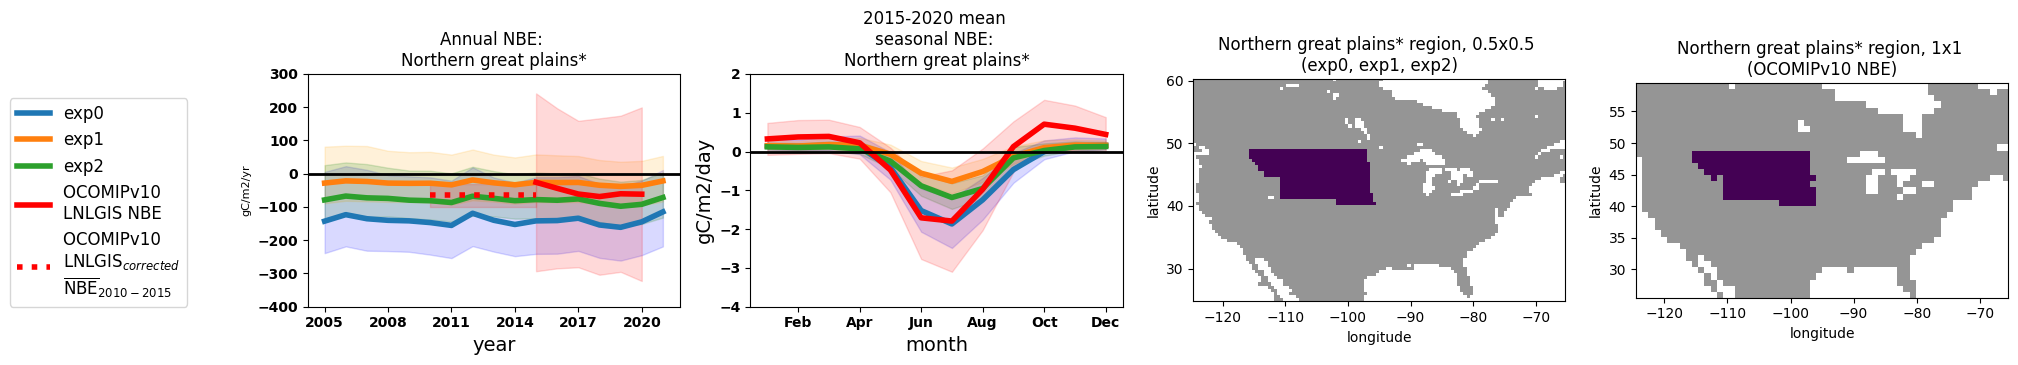 exp0
exp1
exp2
OCOMIPv10
LNLGIS NBE
OCOMIPv10
LNLGIS corrected
NBE 2010−2015
Annual NBE:
Northern great plains*
300
200
100
0
−100
−200
−300
−400
gC/m2/yr
2005 2008 2011 2014 2017 2020
year
2015-2020 mean
seasonal NBE:
Northern great plains*
2
1
0
−1
−2
−3
−4
gC/m2/day
Feb Apr Jun Aug Oct Dec
month
Northern great plains* region, 0.5x0.5
(exp0, exp1, exp2)
60
50
40
30
latitude
−120 −110 −100 −90 −80 −70
longitude
Northern great plains* region, 1x1
(OCOMIPv10 NBE)
55
50
45
40
35
30
latitude
−120 −110 −100 −90 −80 −70
longitude